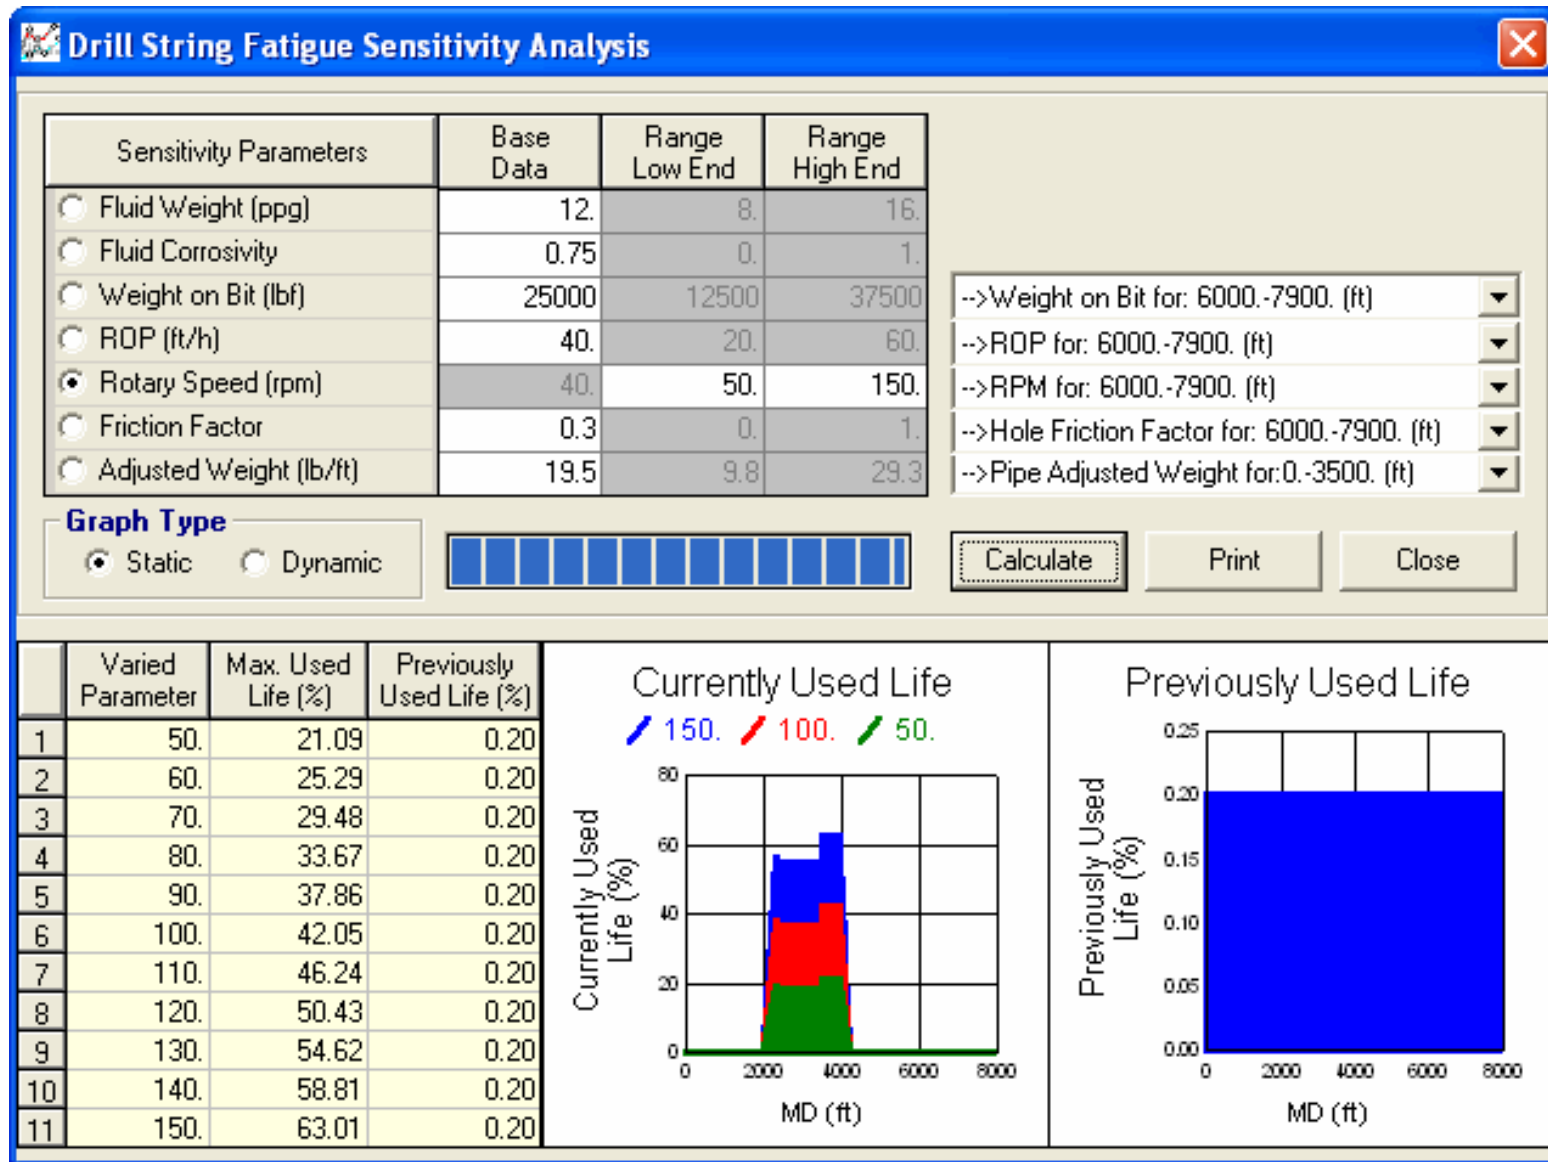 Drill String Fatigue Sensitivity Analysis
Sensitivity Parameters Base Data Range Low End Range High End
Fluid Weight (ppg) 12. 8. 16.
Fluid Corrosivity 0.75 0. 1.
Weight on Bit (lbf) 25000 12500 37500 -->Weight on Bit for: 6000.-7900. (ft)
ROP (ft/h) 40. 20. 60. -->ROP for: 6000.-7900. (ft)
Rotary Speed (rpm) 40. 50. 150. -->RPM for: 6000.-7900. (ft)
Friction Factor 0.3 0. 1. -->Hole Friction Factor for: 6000.-7900. (ft)
Adjusted Weight (lb/ft) 19.5 9.8 29.3 -->Pipe Adjusted Weight for:0.-3500. (ft)
Graph Type
Static Dynamic Calculate Print Close
Varied Parameter Max. Used Life (%) Previously Used Life (%)
1 50. 21.09 0.20
2 60. 25.29 0.20
3 70. 29.48 0.20
4 80. 33.67 0.20
5 90. 37.86 0.20
6 100. 42.05 0.20
7 110. 46.24 0.20
8 120. 50.43 0.20
9 130. 54.62 0.20
10 140. 58.81 0.20
11 150. 63.01 0.20
Currently Used Life
150. 100. 50.
Currently Used
Life (%)
80
60
40
20
0
0 2000 4000 6000 8000
MD (ft)
Previously Used Life
Previously Used
Life (%)
0.25
0.20
0.15
0.10
0.05
0.00
0 2000 4000 6000 8000
MD (ft)